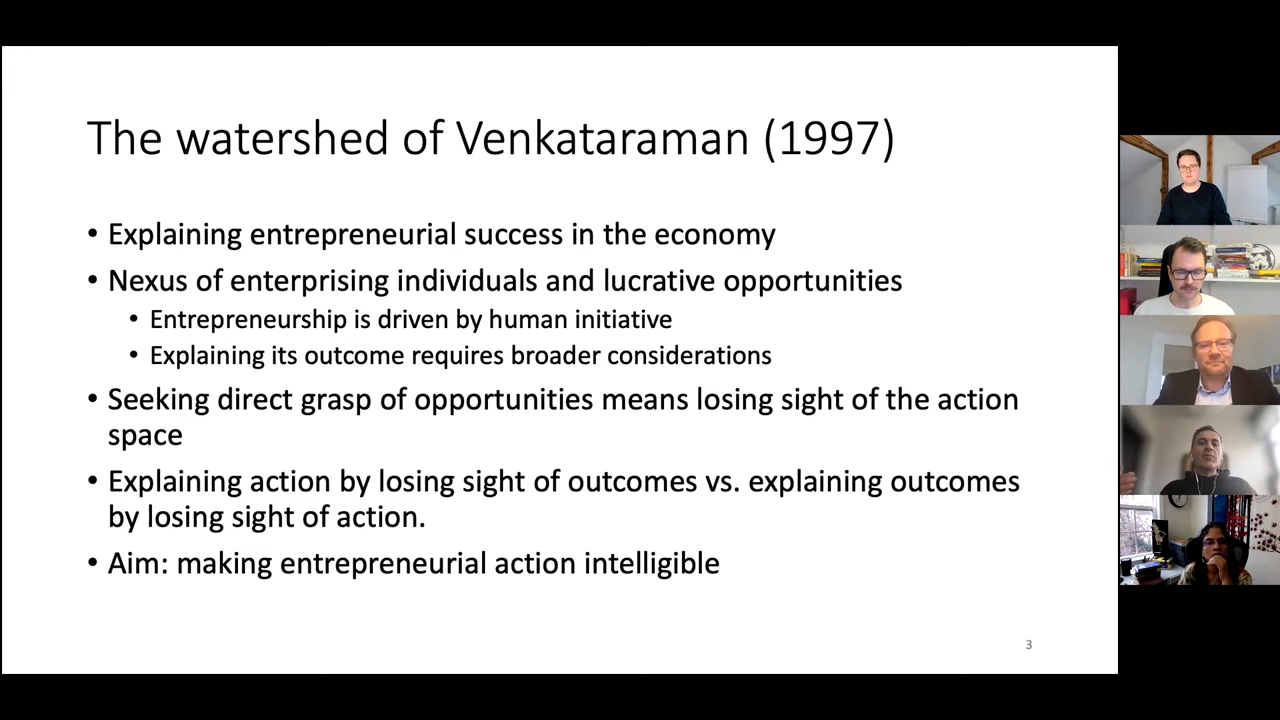 The watershed of Venkataraman (1997)
• Explaining entrepreneurial success in the economy
• Nexus of enterprising individuals and lucrative opportunities
• Entrepreneurship is driven by human initiative
• Explaining its outcome requires broader considerations
• Seeking direct grasp of opportunities means losing sight of the action
space
• Explaining action by losing sight of outcomes vs. explaining outcomes
by losing sight of action.
• Aim: making entrepreneurial action intelligible
3